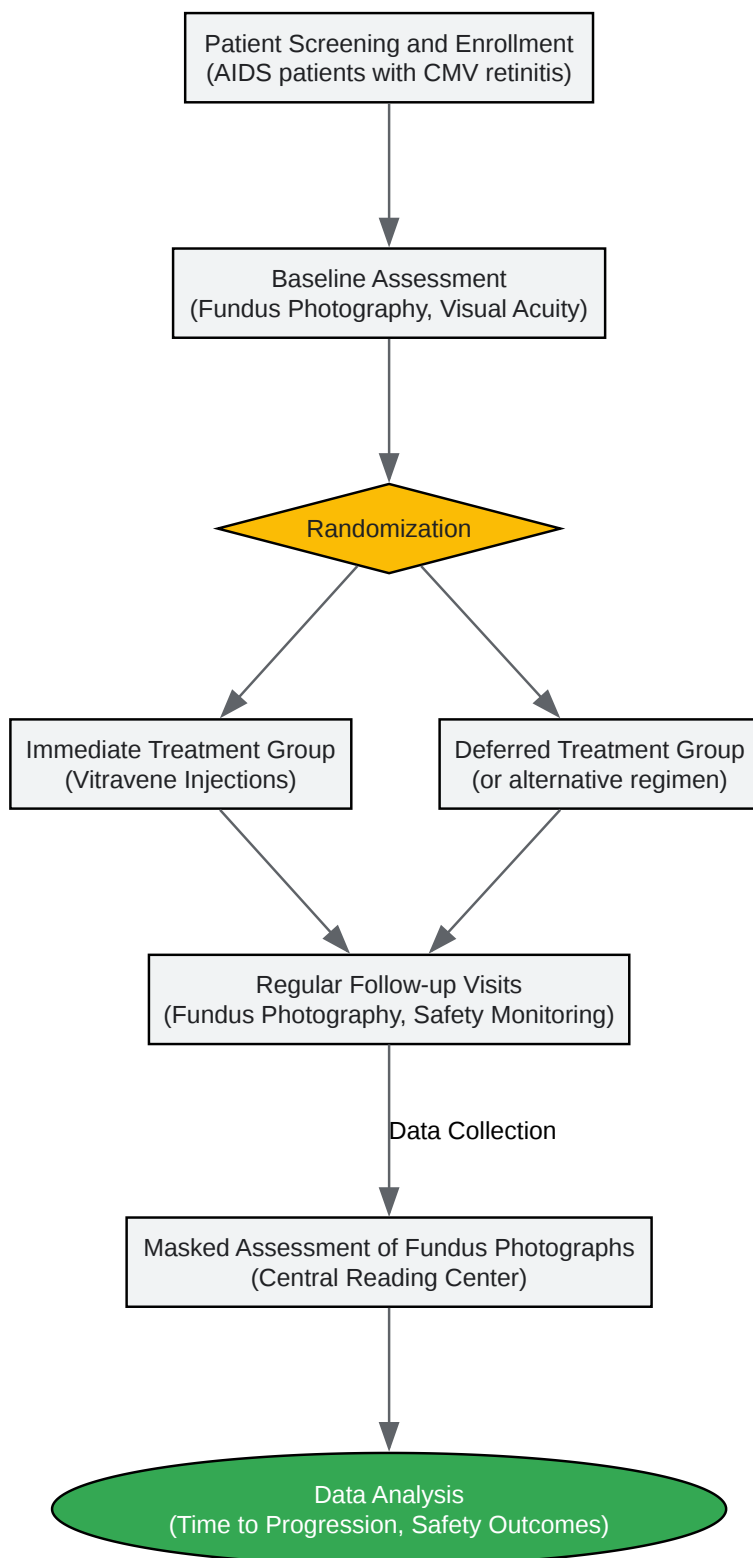 Patient Screening and Enrollment
(AIDS patients with CMV retinitis)
Baseline Assessment
(Fundus Photography, Visual Acuity)
Randomization
Immediate Treatment Group
(Vitravene Injections)
Deferred Treatment Group
(or alternative regimen)
Regular Follow-up Visits
(Fundus Photography, Safety Monitoring)
Data Collection
Masked Assessment of Fundus Photographs
(Central Reading Center)
Data Analysis
(Time to Progression, Safety Outcomes)